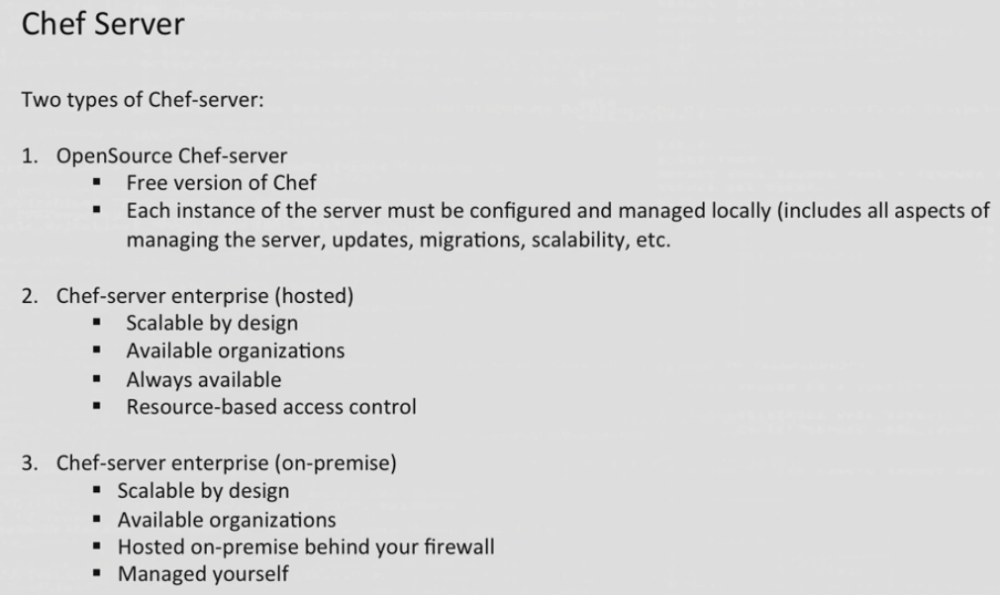 Chef Server
Two types of Chef-server:
1. OpenSource Chef-server
▪ Free version of Chef
▪ Each instance of the server must be configured and managed locally (includes all aspects of
managing the server, updates, migrations, scalability, etc.
2. Chef-server enterprise (hosted)
▪ Scalable by design
▪ Available organizations
▪ Always available
▪ Resource-based access control
3. Chef-server enterprise (on-premise)
▪ Scalable by design
▪ Available organizations
▪ Hosted on-premise behind your firewall
▪ Managed yourself